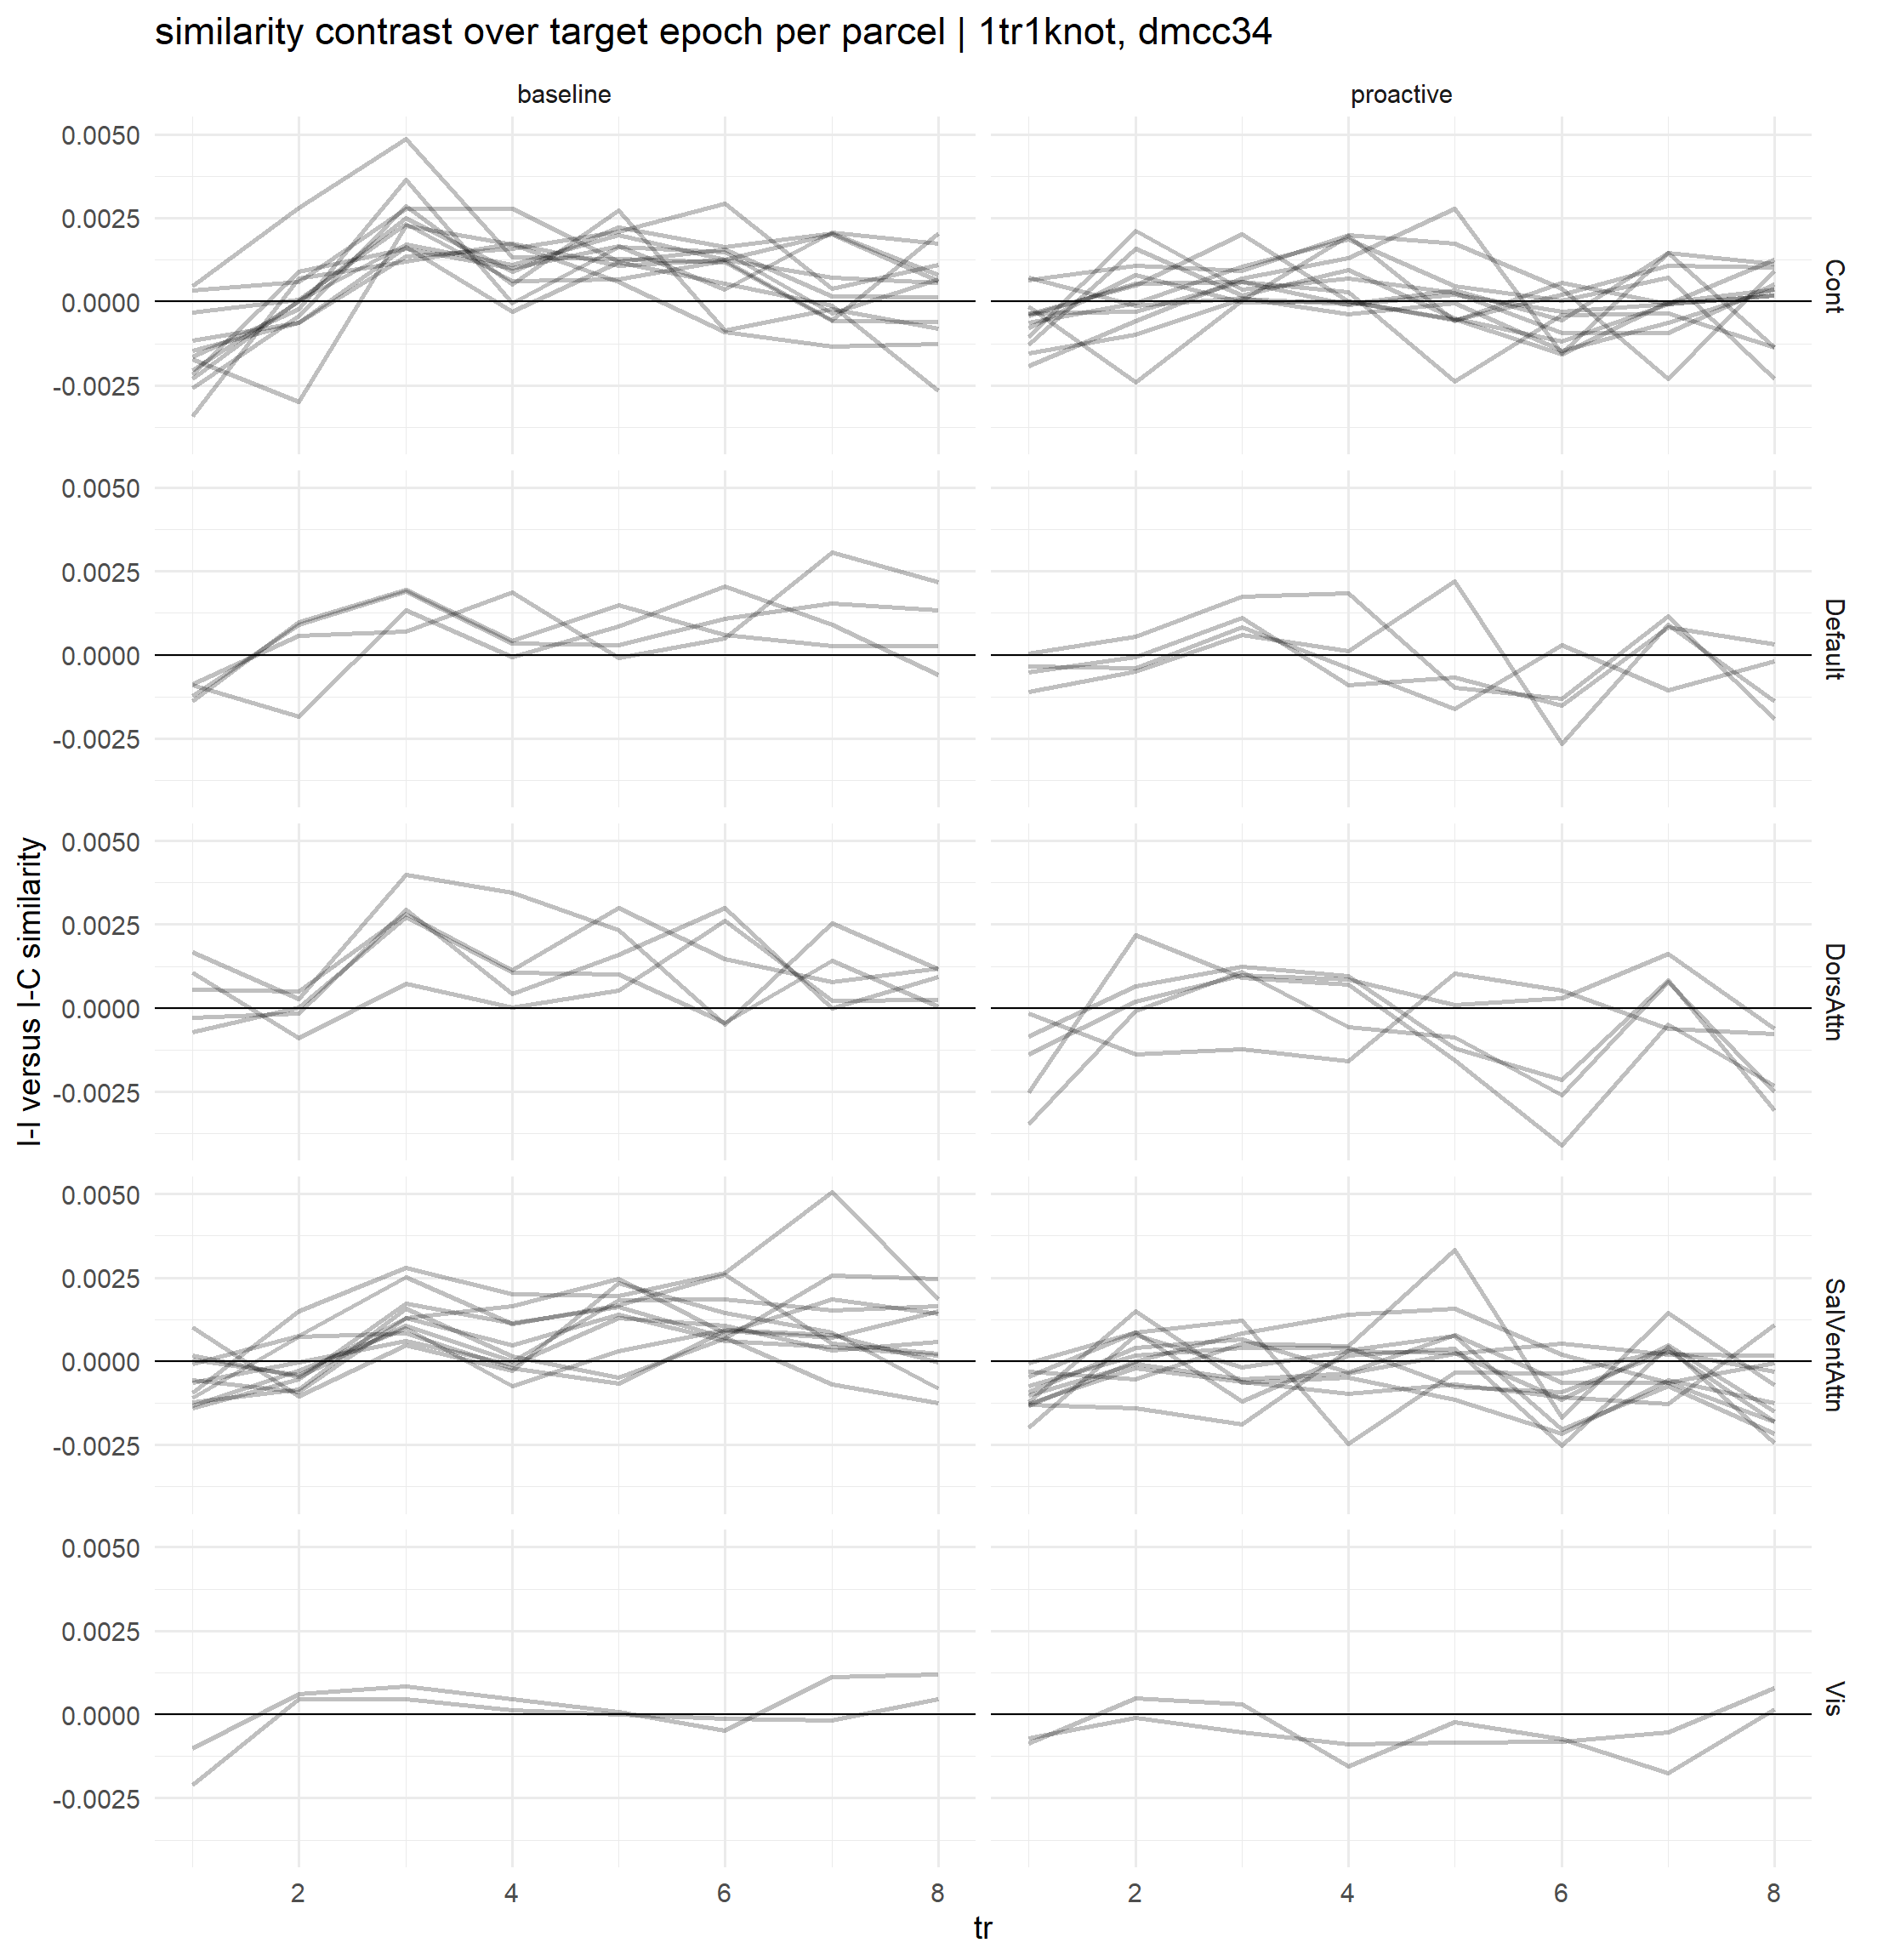 similarity contrast over target epoch per parcel | 1tr1knot, dmcc34
baseline
proactive
I-I versus I-C similarity
0.0050
0.0025
0.0000
-0.0025
Cont
0.0050
0.0025
0.0000
-0.0025
Default
0.0050
0.0025
0.0000
-0.0025
DorsAttn
0.0050
0.0025
0.0000
-0.0025
SalVentAttn
0.0050
0.0025
0.0000
-0.0025
Vis
2 4 6 8
2 4 6 8
tr